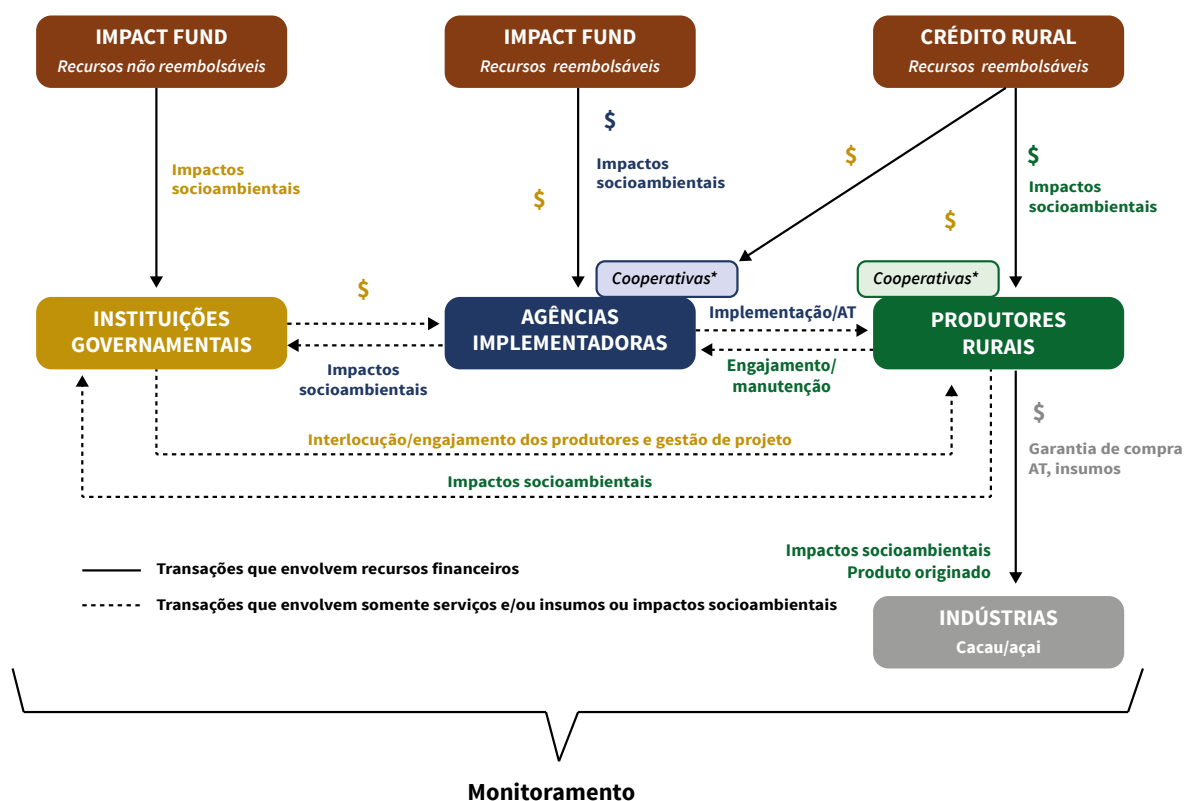 IMPACT FUND
Recursos não reembolsáveis
IMPACT FUND
Recursos reembolsáveis
CRÉDITO RURAL
Recursos reembolsáveis
$
Impactos
socioambientais
$
Impactos
socioambientais
$
$
Impactos
socioambientais
$
$
Cooperativas*
Cooperativas*
INSTITUIÇÕES
GOVERNAMENTAIS
AGÊNCIAS
IMPLEMENTADORAS
Implementação/AT
PRODUTORES
RURAIS
Impactos
socioambientais
Engajamento/
manutenção
$
Garantia de compra
AT, insumos
Interlocução/engajamento dos produtores e gestão de projeto
Impactos socioambientais
Impactos socioambientais
Produto originado
Transações que envolvem recursos financeiros
Transações que envolvem somente serviços e/ou insumos ou impactos socioambientais
INDÚSTRIAS
Cacau/açai
Monitoramento